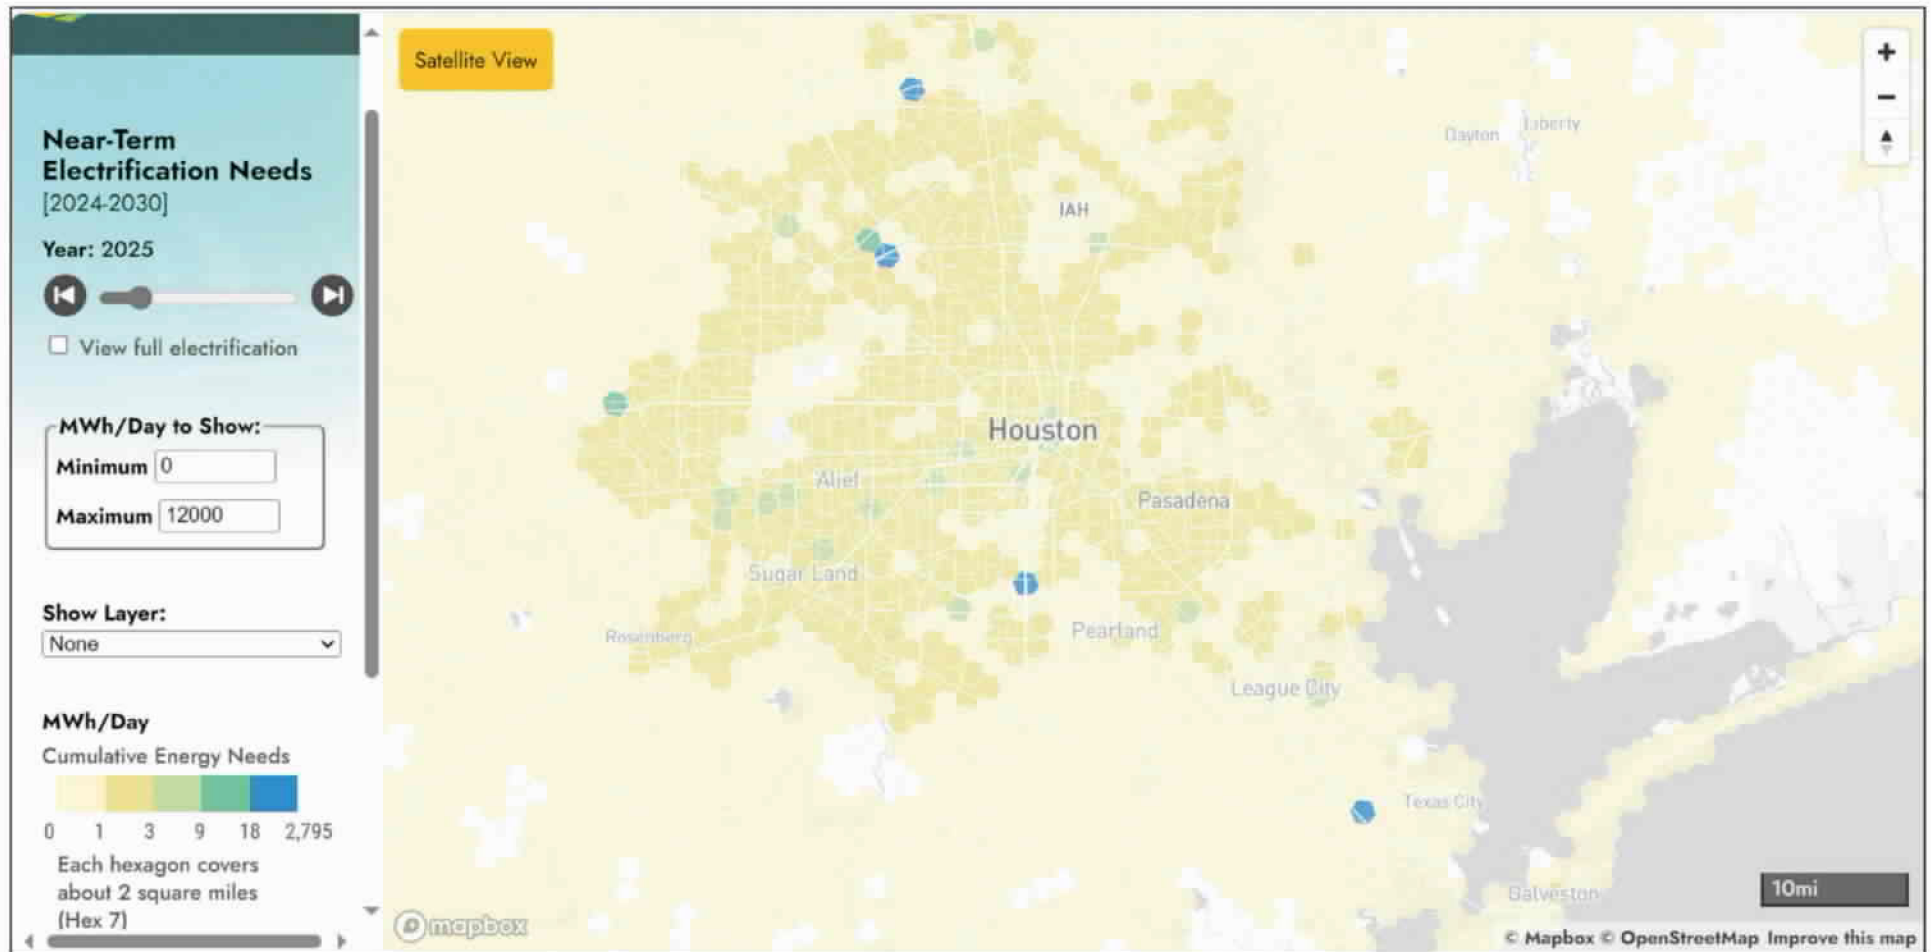 Near-Term
Electrification Needs
[2024-2030]
Year: 2025
View full electrification
MWh/Day to Show:
Minimum 0
Maximum 12000
Show Layer:
None
MWh/Day
Cumulative Energy Needs
0 1 3 9 18 2,795
Each hexagon covers
about 2 square miles
(Hex 7)
Satellite View
Dayton Liberty
IAH
Houston
Alief
Pasadena
Sugar Land
Rosenberg
Pearland
League City
Texas City
Galveston
10mi
mapbox
© Mapbox © OpenStreetMap Improve this map